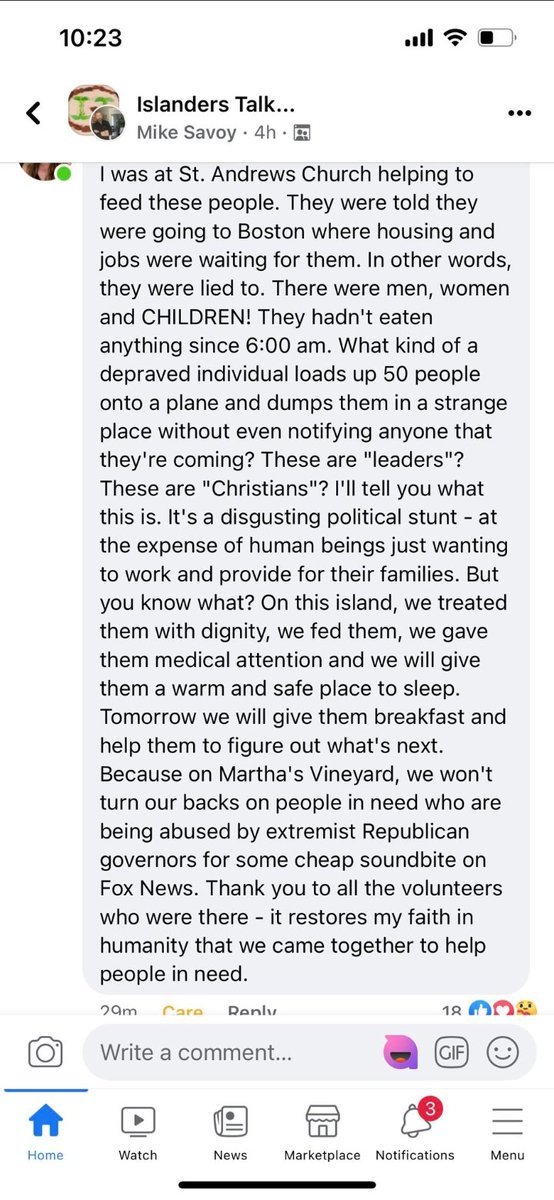 10:23
Islanders Talk...
Mike Savoy · 4h ·
I was at St. Andrews Church helping to
feed these people. They were told they
were going to Boston where housing and
jobs were waiting for them. In other words,
they were lied to. There were men, women
and CHILDREN! They hadn't eaten
anything since 6:00 am. What kind of a
depraved individual loads up 50 people
onto a plane and dumps them in a strange
place without even notifying anyone that
they're coming? These are "leaders"?
These are "Christians"? I'll tell you what
this is. It's a disgusting political stunt - at
the expense of human beings just wanting
to work and provide for their families. But
you know what? On this island, we treated
them with dignity, we fed them, we gave
them medical attention and we will give
them a warm and safe place to sleep.
Tomorrow we will give them breakfast and
help them to figure out what's next.
Because on Martha's Vineyard, we won't
turn our backs on people in need who are
being abused by extremist Republican
governors for some cheap soundbite on
Fox News. Thank you to all the volunteers
who were there - it restores my faith in
humanity that we came together to help
people in need.
29m Care Reply 18
Write a comment... GIF
3
Home Watch News Marketplace Notifications Menu